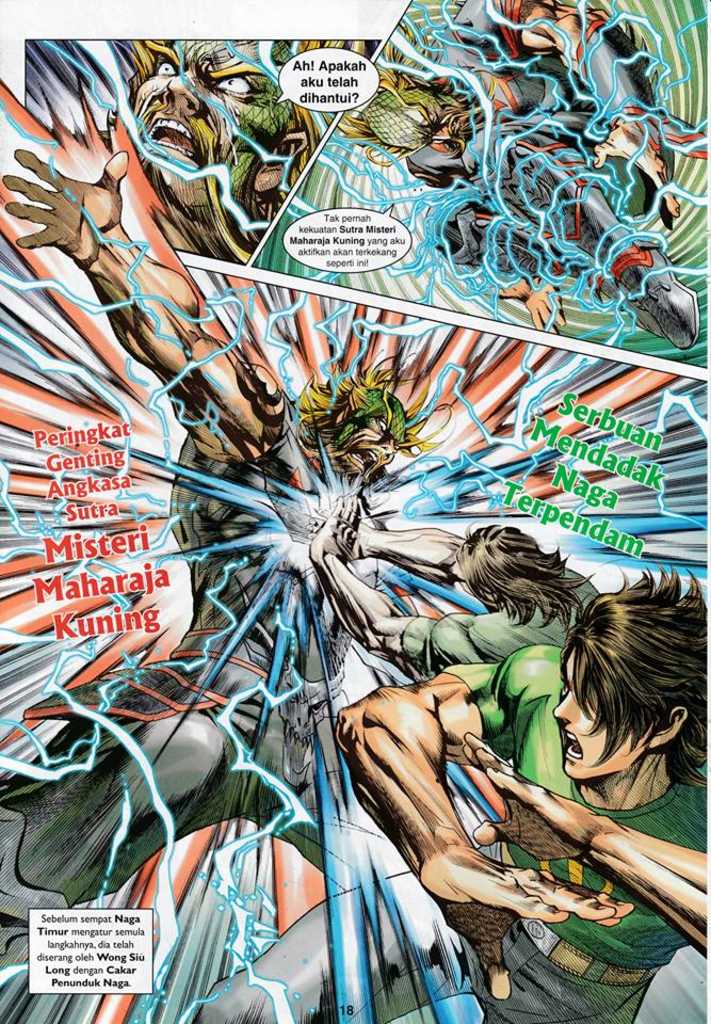 Ah! Apakah
aku telah
dihantui?
Tak pernah
kekuatan Sutra Misteri
Maharaja Kuning yang aku
aktifkan akan terkekang
seperti ini!
Peringkat
Genting
Angkasa
Sutra
Misteri
Maharaja
Kuning
Serbuan
Mendadak
Naga
Terpendam
Sebelum sempat Naga
Timur mengatur semula
langkahnya, dia telah
diserang oleh Wong Siü
Long dengan Cakar
Penunduk Naga.
18